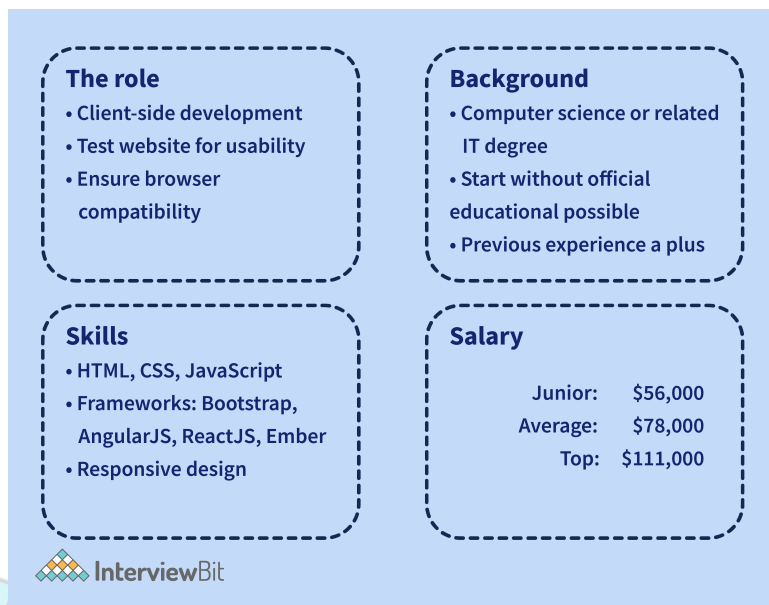 The role
• Client-side development
• Test website for usability
• Ensure browser
compatibility
Background
• Computer science or related
IT degree
• Start without official
educational possible
• Previous experience a plus
Skills
• HTML, CSS, JavaScript
• Frameworks: Bootstrap,
AngularJS, ReactJS, Ember
• Responsive design
Salary
Junior: $56,000
Average: $78,000
Top: $111,000
InterviewBit